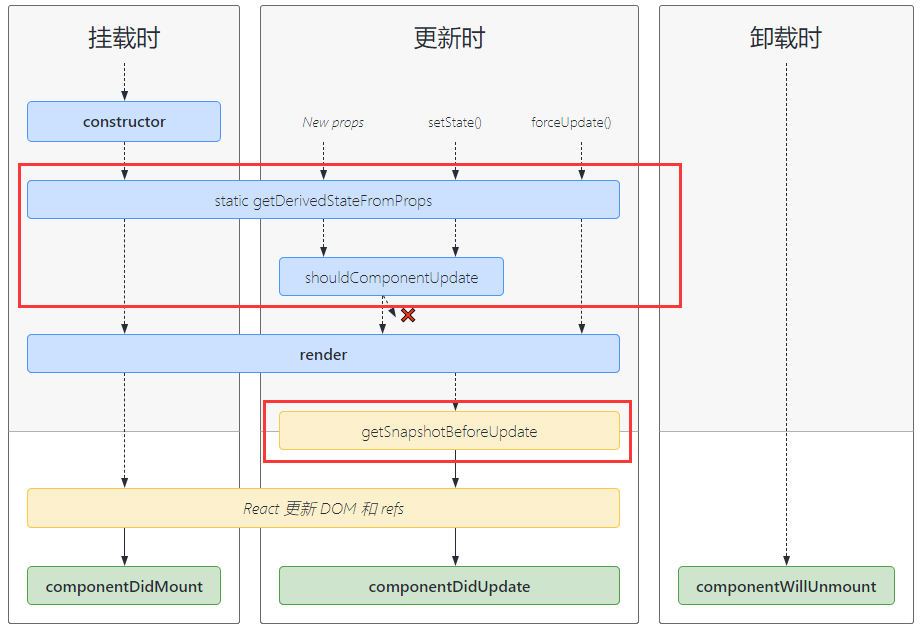 挂载时
更新时
卸载时
constructor
New props
setState()
forceUpdate()
static getDerivedStateFromProps
shouldComponentUpdate
render
getSnapshotBeforeUpdate
React 更新 DOM 和 refs
componentDidMount
componentDidUpdate
componentWillUnmount